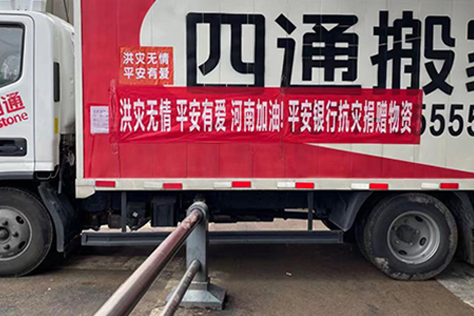 四通搬
洪灾无情
平安有爱
洪灾无情 平安有爱 河南加油! 平安银行抗灾捐赠物资
通
stone
5555